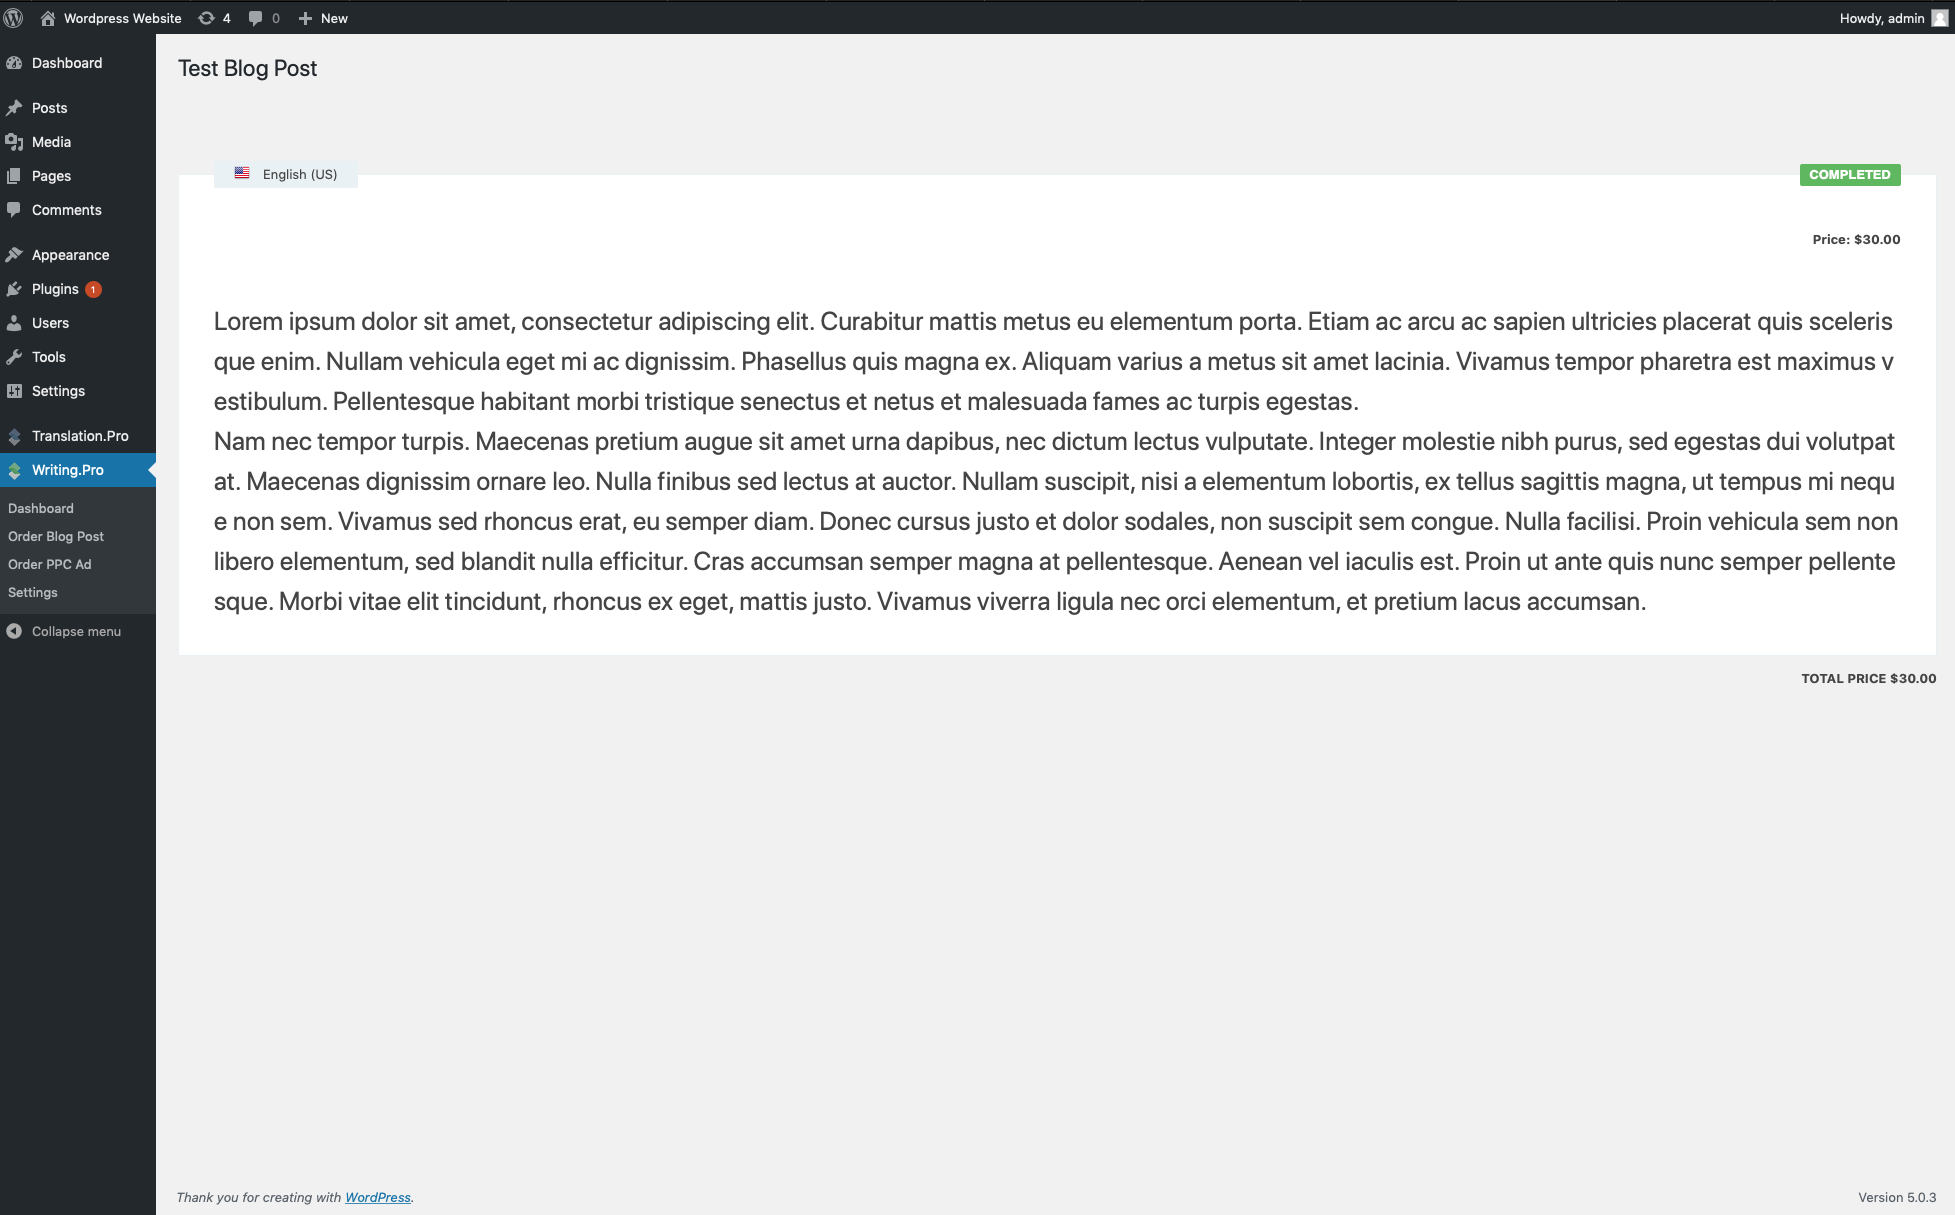 Wordpress Website 4 0 New Howdy, admin
Dashboard
Posts
Media
Pages
Comments
Appearance
Plugins 1
Users
Tools
Settings
Translation.Pro
Writing.Pro
Dashboard
Order Blog Post
Order PPC Ad
Settings
Collapse menu
Test Blog Post
English (US)
COMPLETED
Price: $30.00
Lorem ipsum dolor sit amet, consectetur adipiscing elit. Curabitur mattis metus eu elementum porta. Etiam ac arcu ac sapien ultricies placerat quis sceleris
que enim. Nullam vehicula eget mi ac dignissim. Phasellus quis magna ex. Aliquam varius a metus sit amet lacinia. Vivamus tempor pharetra est maximus v
estibulum. Pellentesque habitant morbi tristique senectus et netus et malesuada fames ac turpis egestas.
Nam nec tempor turpis. Maecenas pretium augue sit amet urna dapibus, nec dictum lectus vulputate. Integer molestie nibh purus, sed egestas dui volutpat
at. Maecenas dignissim ornare leo. Nulla finibus sed lectus at auctor. Nullam suscipit, nisi a elementum lobortis, ex tellus sagittis magna, ut tempus mi nequ
e non sem. Vivamus sed rhoncus erat, eu semper diam. Donec cursus justo et dolor sodales, non suscipit sem congue. Nulla facilisi. Proin vehicula sem non
libero elementum, sed blandit nulla efficitur. Cras accumsan semper magna at pellentesque. Aenean vel iaculis est. Proin ut ante quis nunc semper pellente
sque. Morbi vitae elit tincidunt, rhoncus ex eget, mattis justo. Vivamus viverra ligula nec orci elementum, et pretium lacus accumsan.
TOTAL PRICE $30.00
Thank you for creating with WordPress.
Version 5.0.3